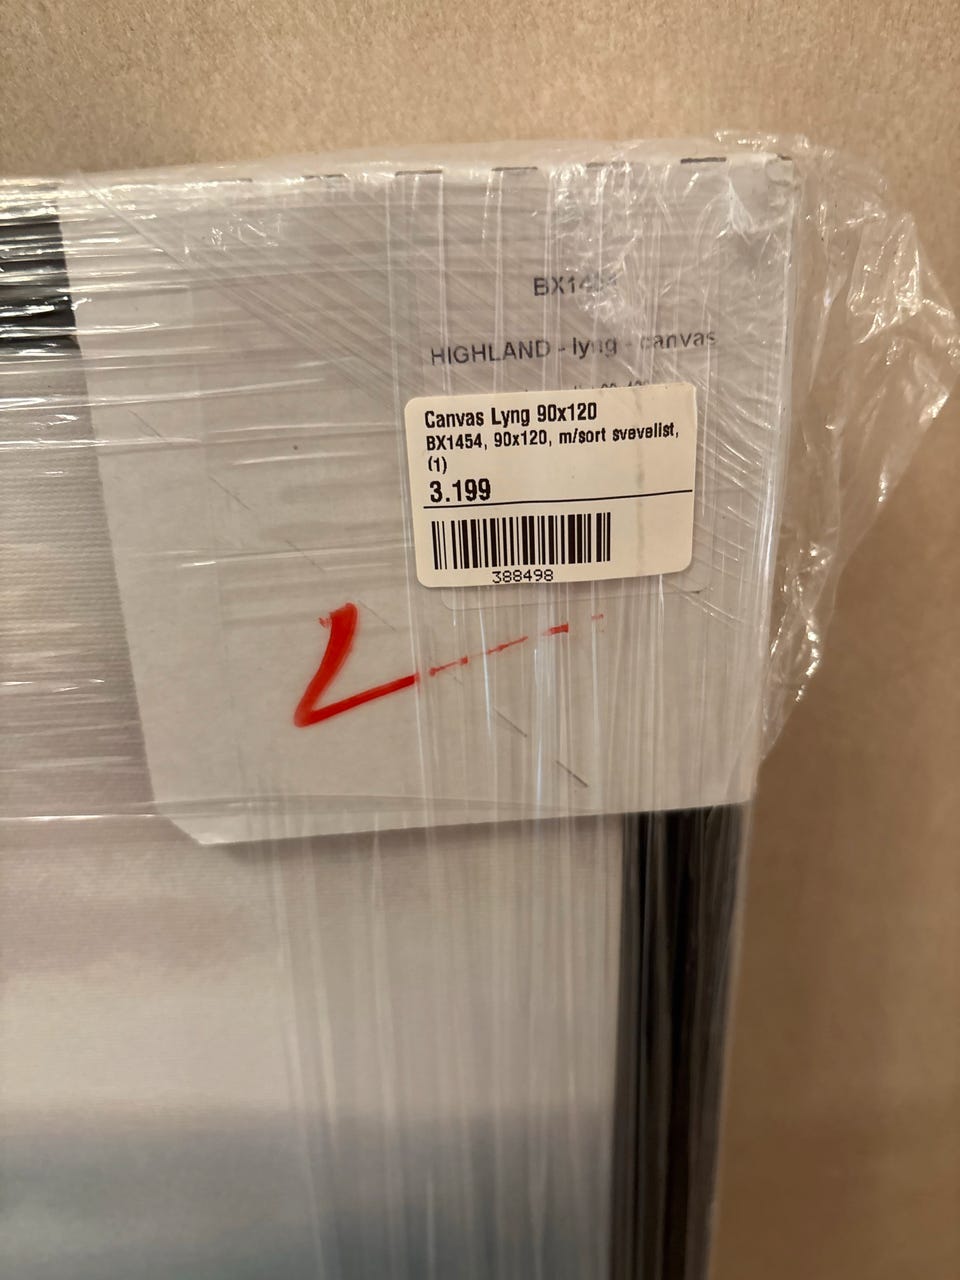 HIGHLAND - lyng - canvas
Canvas Lyng 90x120
BX1454, 90x120, m/sort svevelist,
(1)
3.199
388498